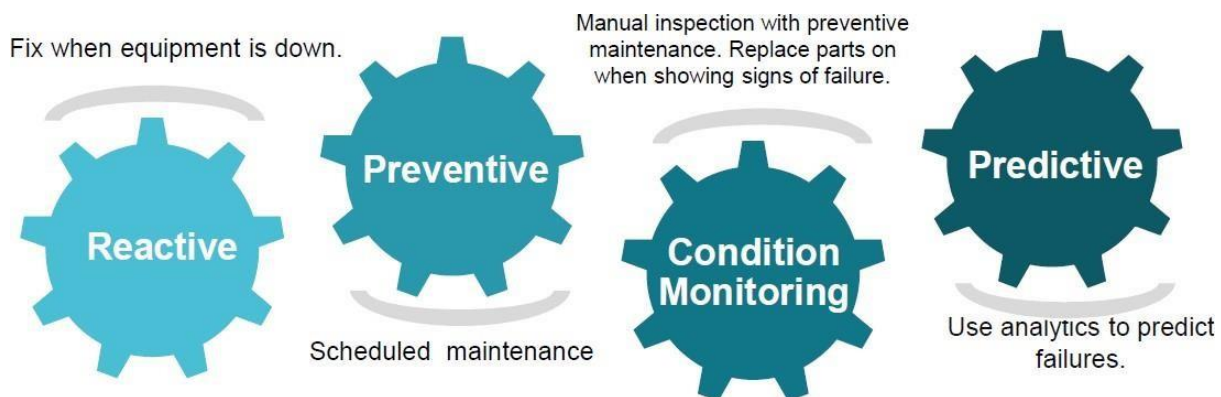 Fix when equipment is down.
Reactive
Preventive
Scheduled maintenance
Manual inspection with preventive
maintenance. Replace parts on
when showing signs of failure.
Condition
Monitoring
Predictive
Use analytics to predict
failures.